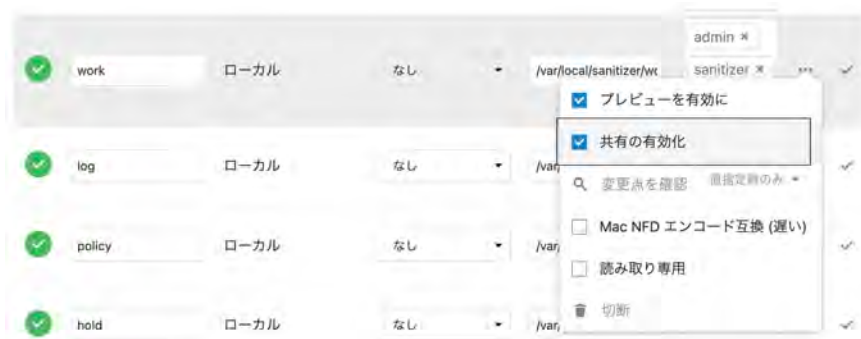 admin ×
work ローカル なし /var/local/sanitizer/wo sanitizer × ...
プレビューを有効に
共有の有効化
log ローカル なし /var/
変更点を確認 直接定義のみ
Mac NFD エンコード互換 (遅い)
policy ローカル なし /var/
読み取り専用
切断
hold ローカル なし /var/